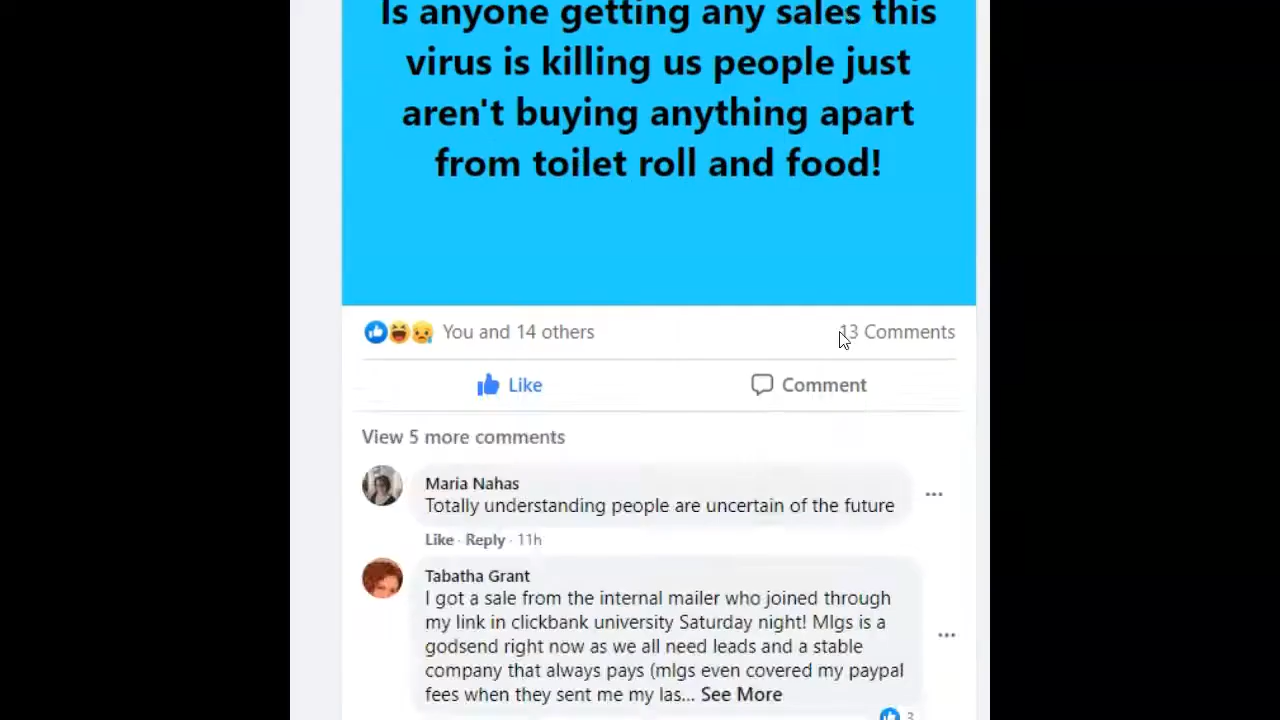 Is anyone getting any sales this
virus is killing us people just
aren't buying anything apart
from toilet roll and food!
You and 14 others
13 Comments
Like
Comment
View 5 more comments
Maria Nahas
Totally understanding people are uncertain of the future
Like · Reply · 11h
Tabatha Grant
I got a sale from the internal mailer who joined through
my link in clickbank university Saturday night! Mlgs is a
godsend right now as we all need leads and a stable
company that always pays (mlgs even covered my paypal
fees when they sent me my las... See More
3